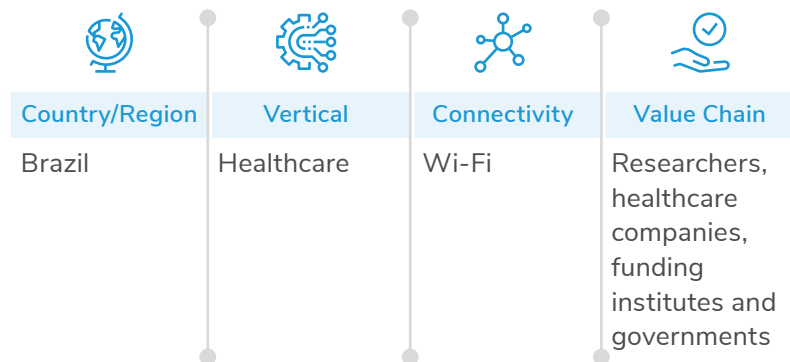 Country/Region
Vertical
Connectivity
Value Chain
Brazil
Healthcare
Wi-Fi
Researchers,
healthcare
companies,
funding
institutes and
governments